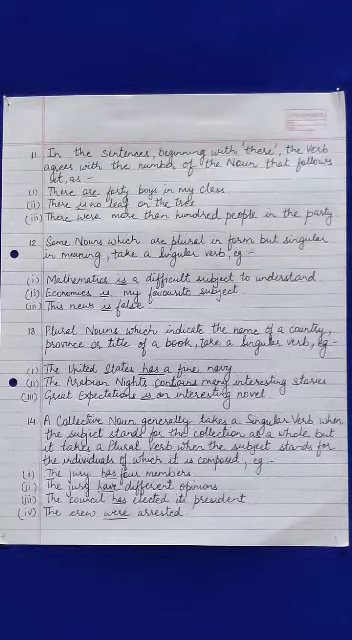 11. In the Sentences, beginning with 'there', the verb
agrees with the number of the Noun that follows
it, as :-
(i) There are forty boys in my class.
(ii) There is no leaf on the tree.
(iii) There were more than hundred people in the party.
12. Some Nouns which are plural in form but singular
in meaning, take a singular verb, eg:-
(i) Mathematics is a difficult subject to understand
(ii) Economics is my favourite subject
(iii) This news is false
13. Plural Nouns which indicate the name of a country,
province or title of a book, take a Singular verb, eg-
(i) The United States has a fine navy
(ii) The Arabian Nights contains many interesting stories
(iii) Great Expectations is an interesting novel
14. A Collective Noun generally takes a Singular Verb when
the subject stands for the collection as a whole but
it takes a Plural Verb when the subject stands for
the individuals of which it is composed, eg:-
(i) The jury has four members.
(ii) The jury have different opinions
(iii) The council has elected its president
(iv) The crew were arrested.